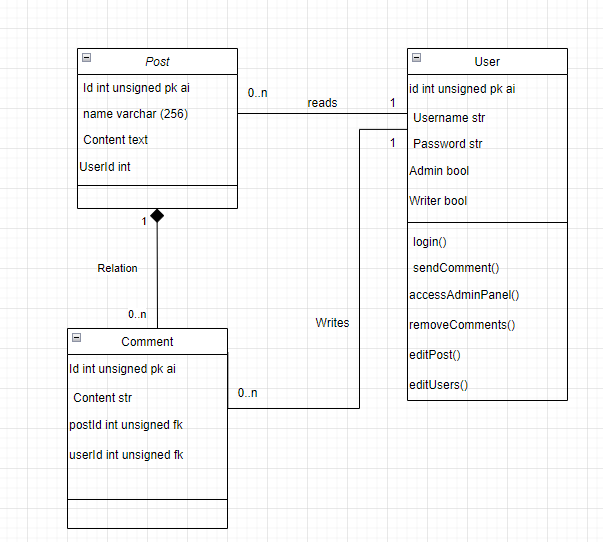 Post
Id int unsigned pk ai
name varchar (256)
Content text
UserId int
0..n
reads
1
User
id int unsigned pk ai
Username str
Password str
Admin bool
Writer bool
login()
sendComment()
accessAdminPanel()
removeComments()
editPost()
editUsers()
1
1
Relation
0..n
Writes
Comment
Id int unsigned pk ai
Content str
postId int unsigned fk
userId int unsigned fk
0..n